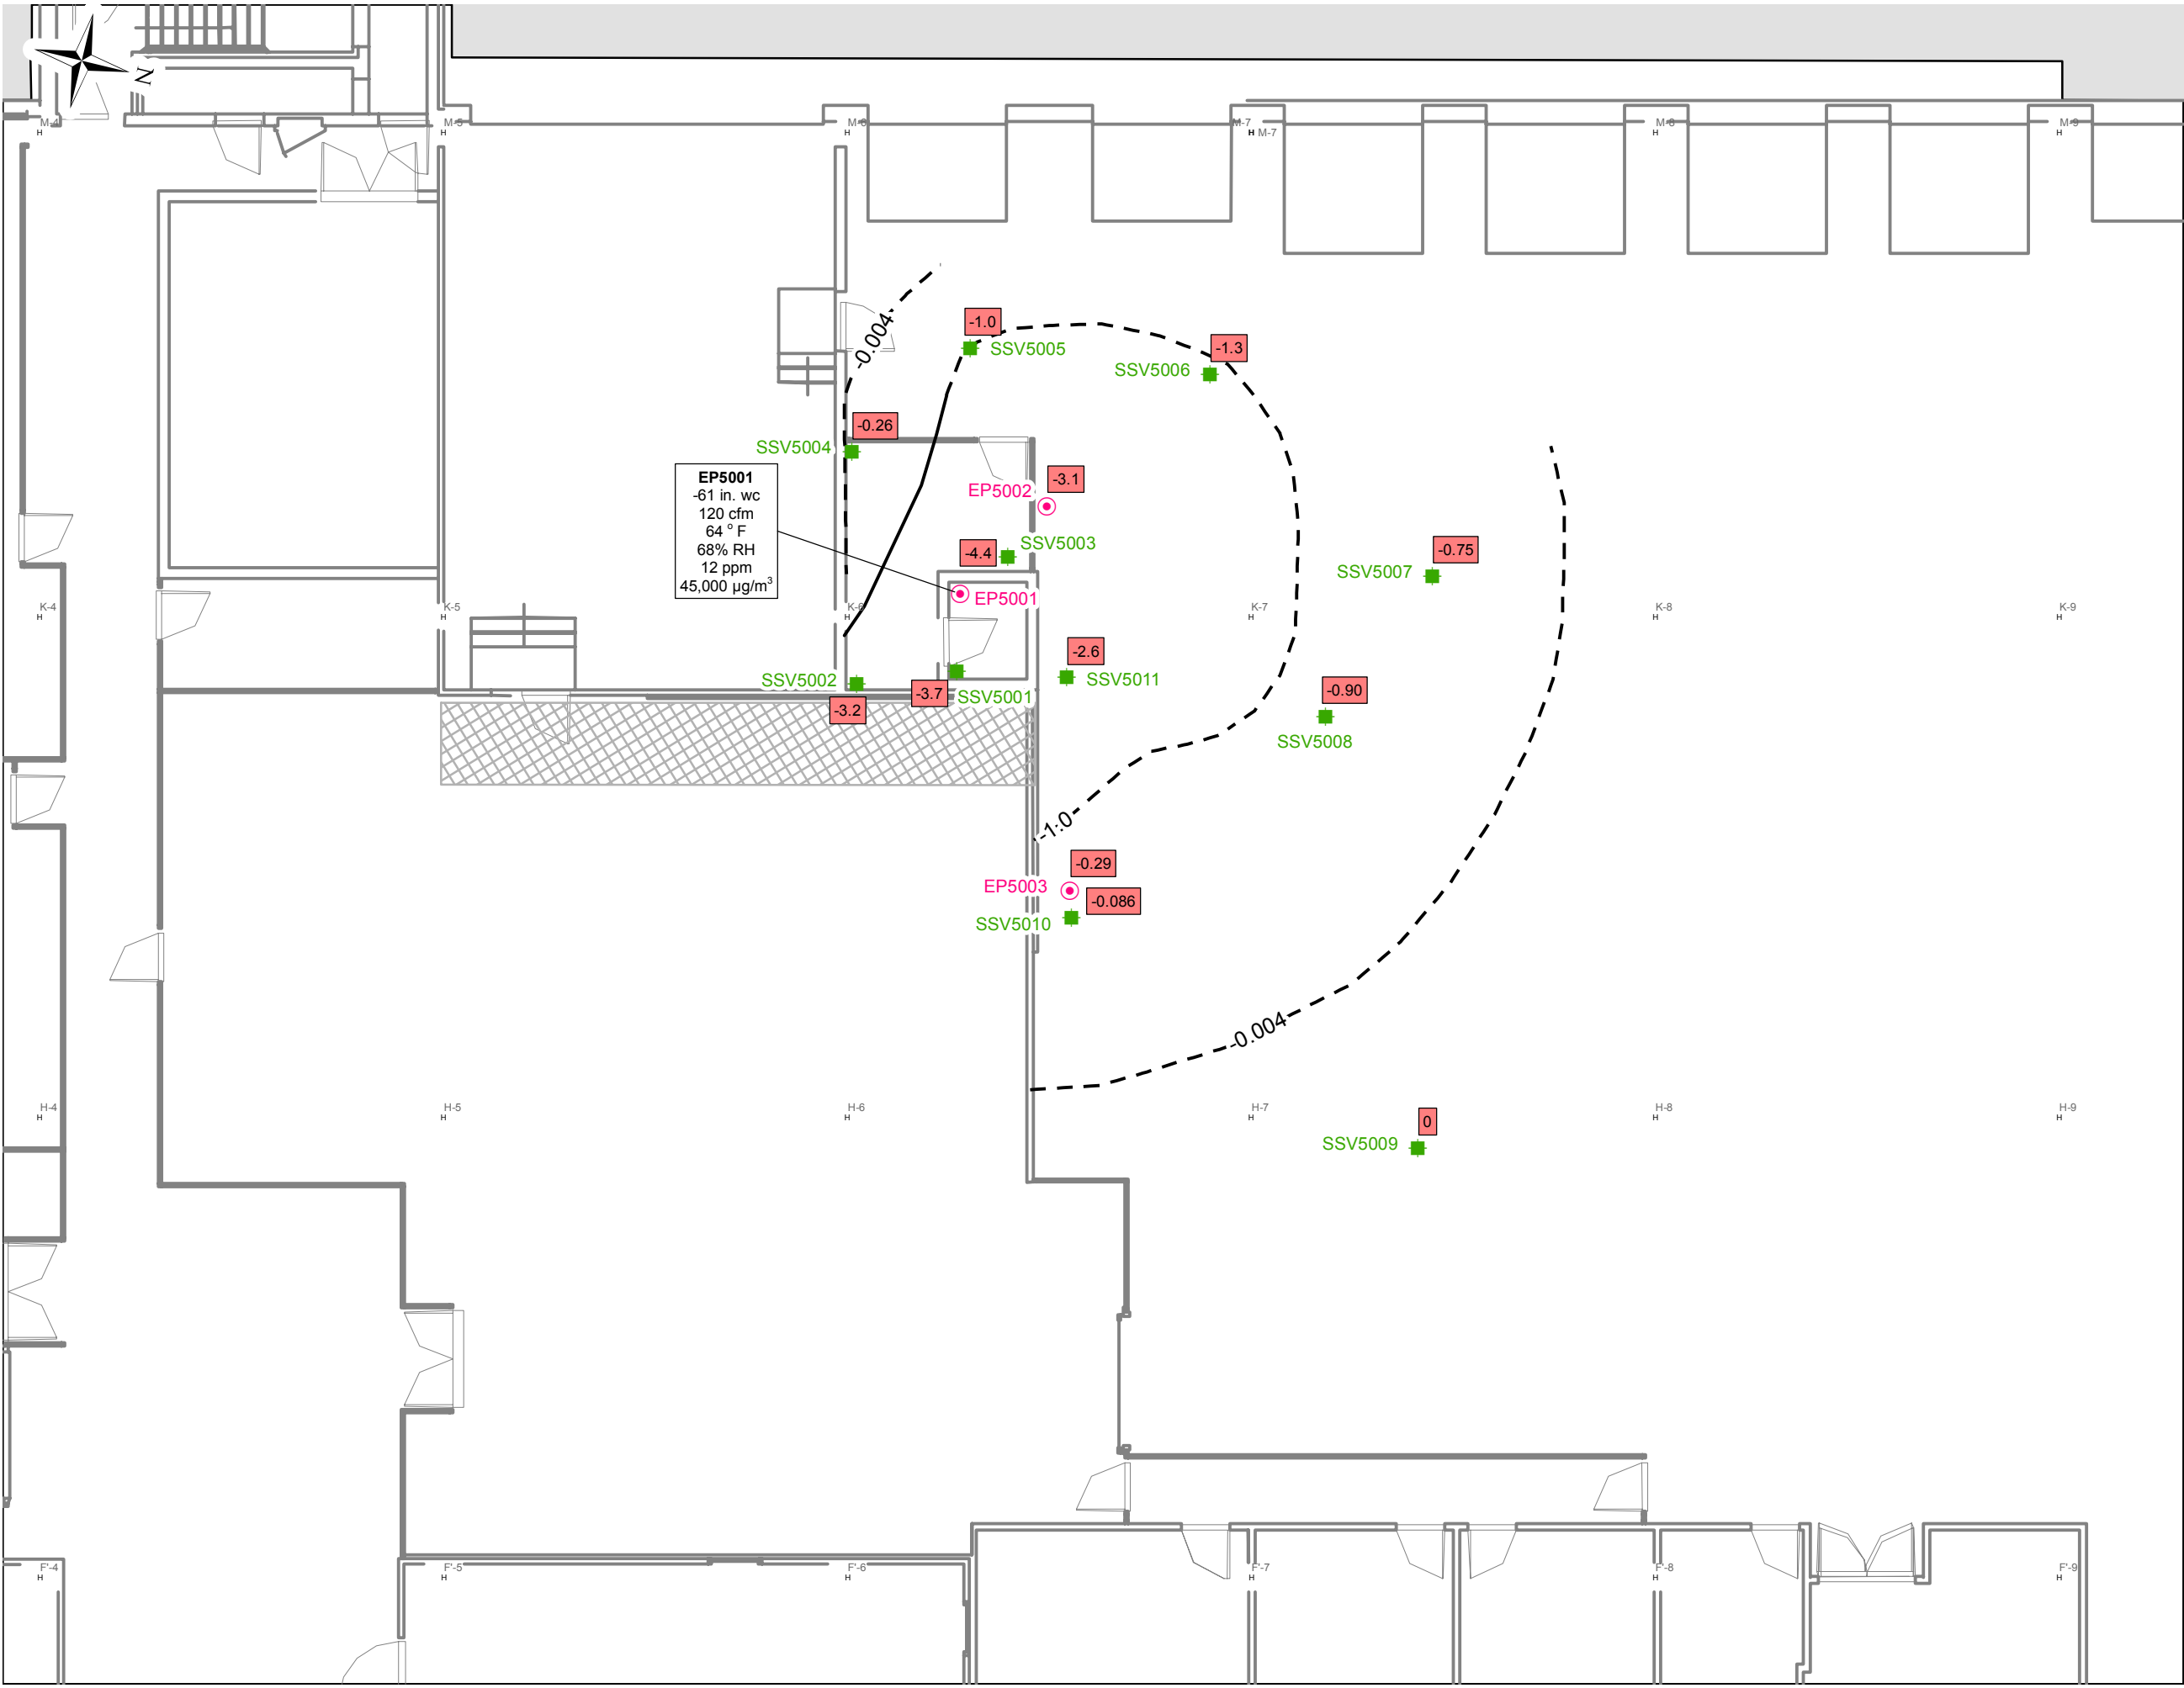 N
M-4
M-5
M-6
M-7
M-7
M-8
M-9
H
H
H
H
H
H
-0.004
-1.0
SSV5005
-1.3
SSV5006
-0.26
SSV5004
EP5001
-61 in. wc
120 cfm
64 ° F
68% RH
12 ppm
45,000 µg/m³
-3.1
EP5002
SSV5003
-4.4
-0.75
SSV5007
EP5001
K-4
K-5
K-6
K-7
K-8
K-9
H
H
H
H
H
H
-2.6
SSV5011
SSV5002
-3.7
SSV5001
-3.2
-0.90
SSV5008
-1.0
-0.29
EP5003
-0.086
SSV5010
-0.004
H-4
H-5
H-6
H-7
H-8
H-9
H
H
H
H
H
H
0
SSV5009
F'-4
F'-5
F'-6
F'-7
F'-8
F'-9
H
H
H
H
H
H